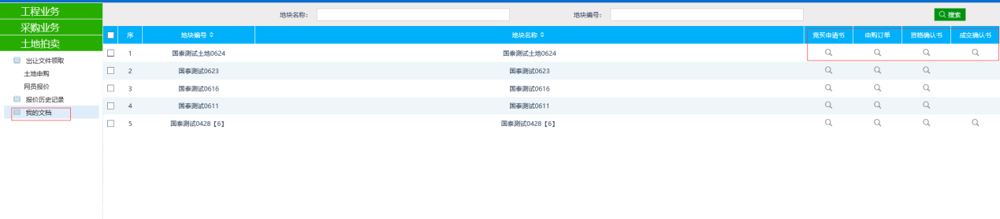 工程业务
采购业务
土地拍卖
出让文件领取
土地申购
网员报价
报价历史记录
我的文档
地块名称: 地块编号: 搜索
序 地块编号 地块名称 竞买申请书 申购订单 资格确认书 成交确认书
1 国泰测试土地0624 国泰测试土地0624
2 国泰测试0623 国泰测试0623
3 国泰测试0616 国泰测试0616
4 国泰测试0611 国泰测试0611
5 国泰测试0428【6】 国泰测试0428【6】